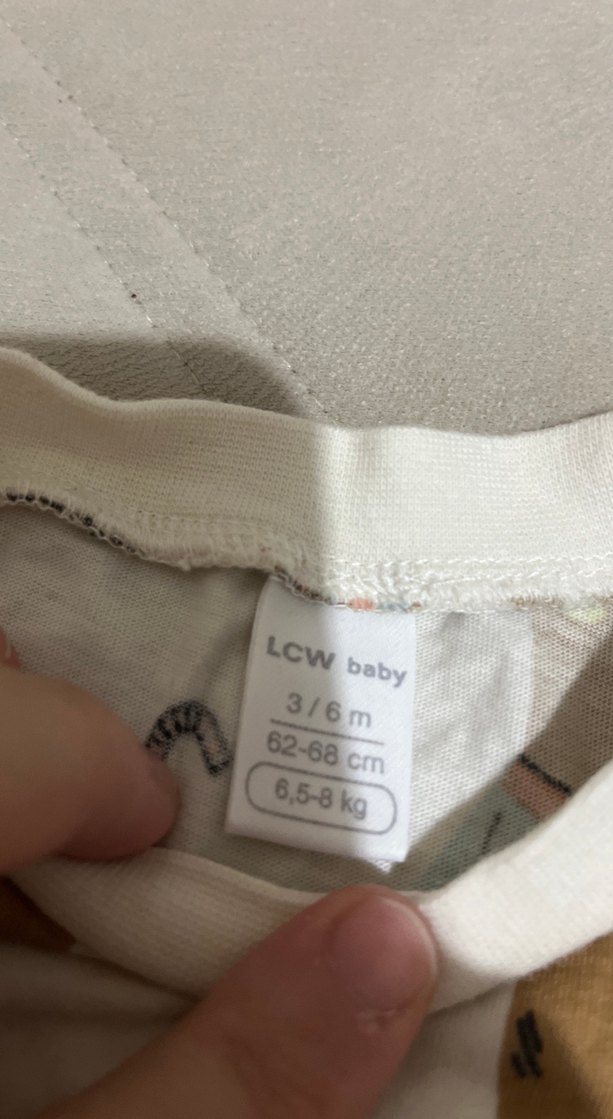 LCW baby
3/6 m
62-68 cm
6,5-8 kg